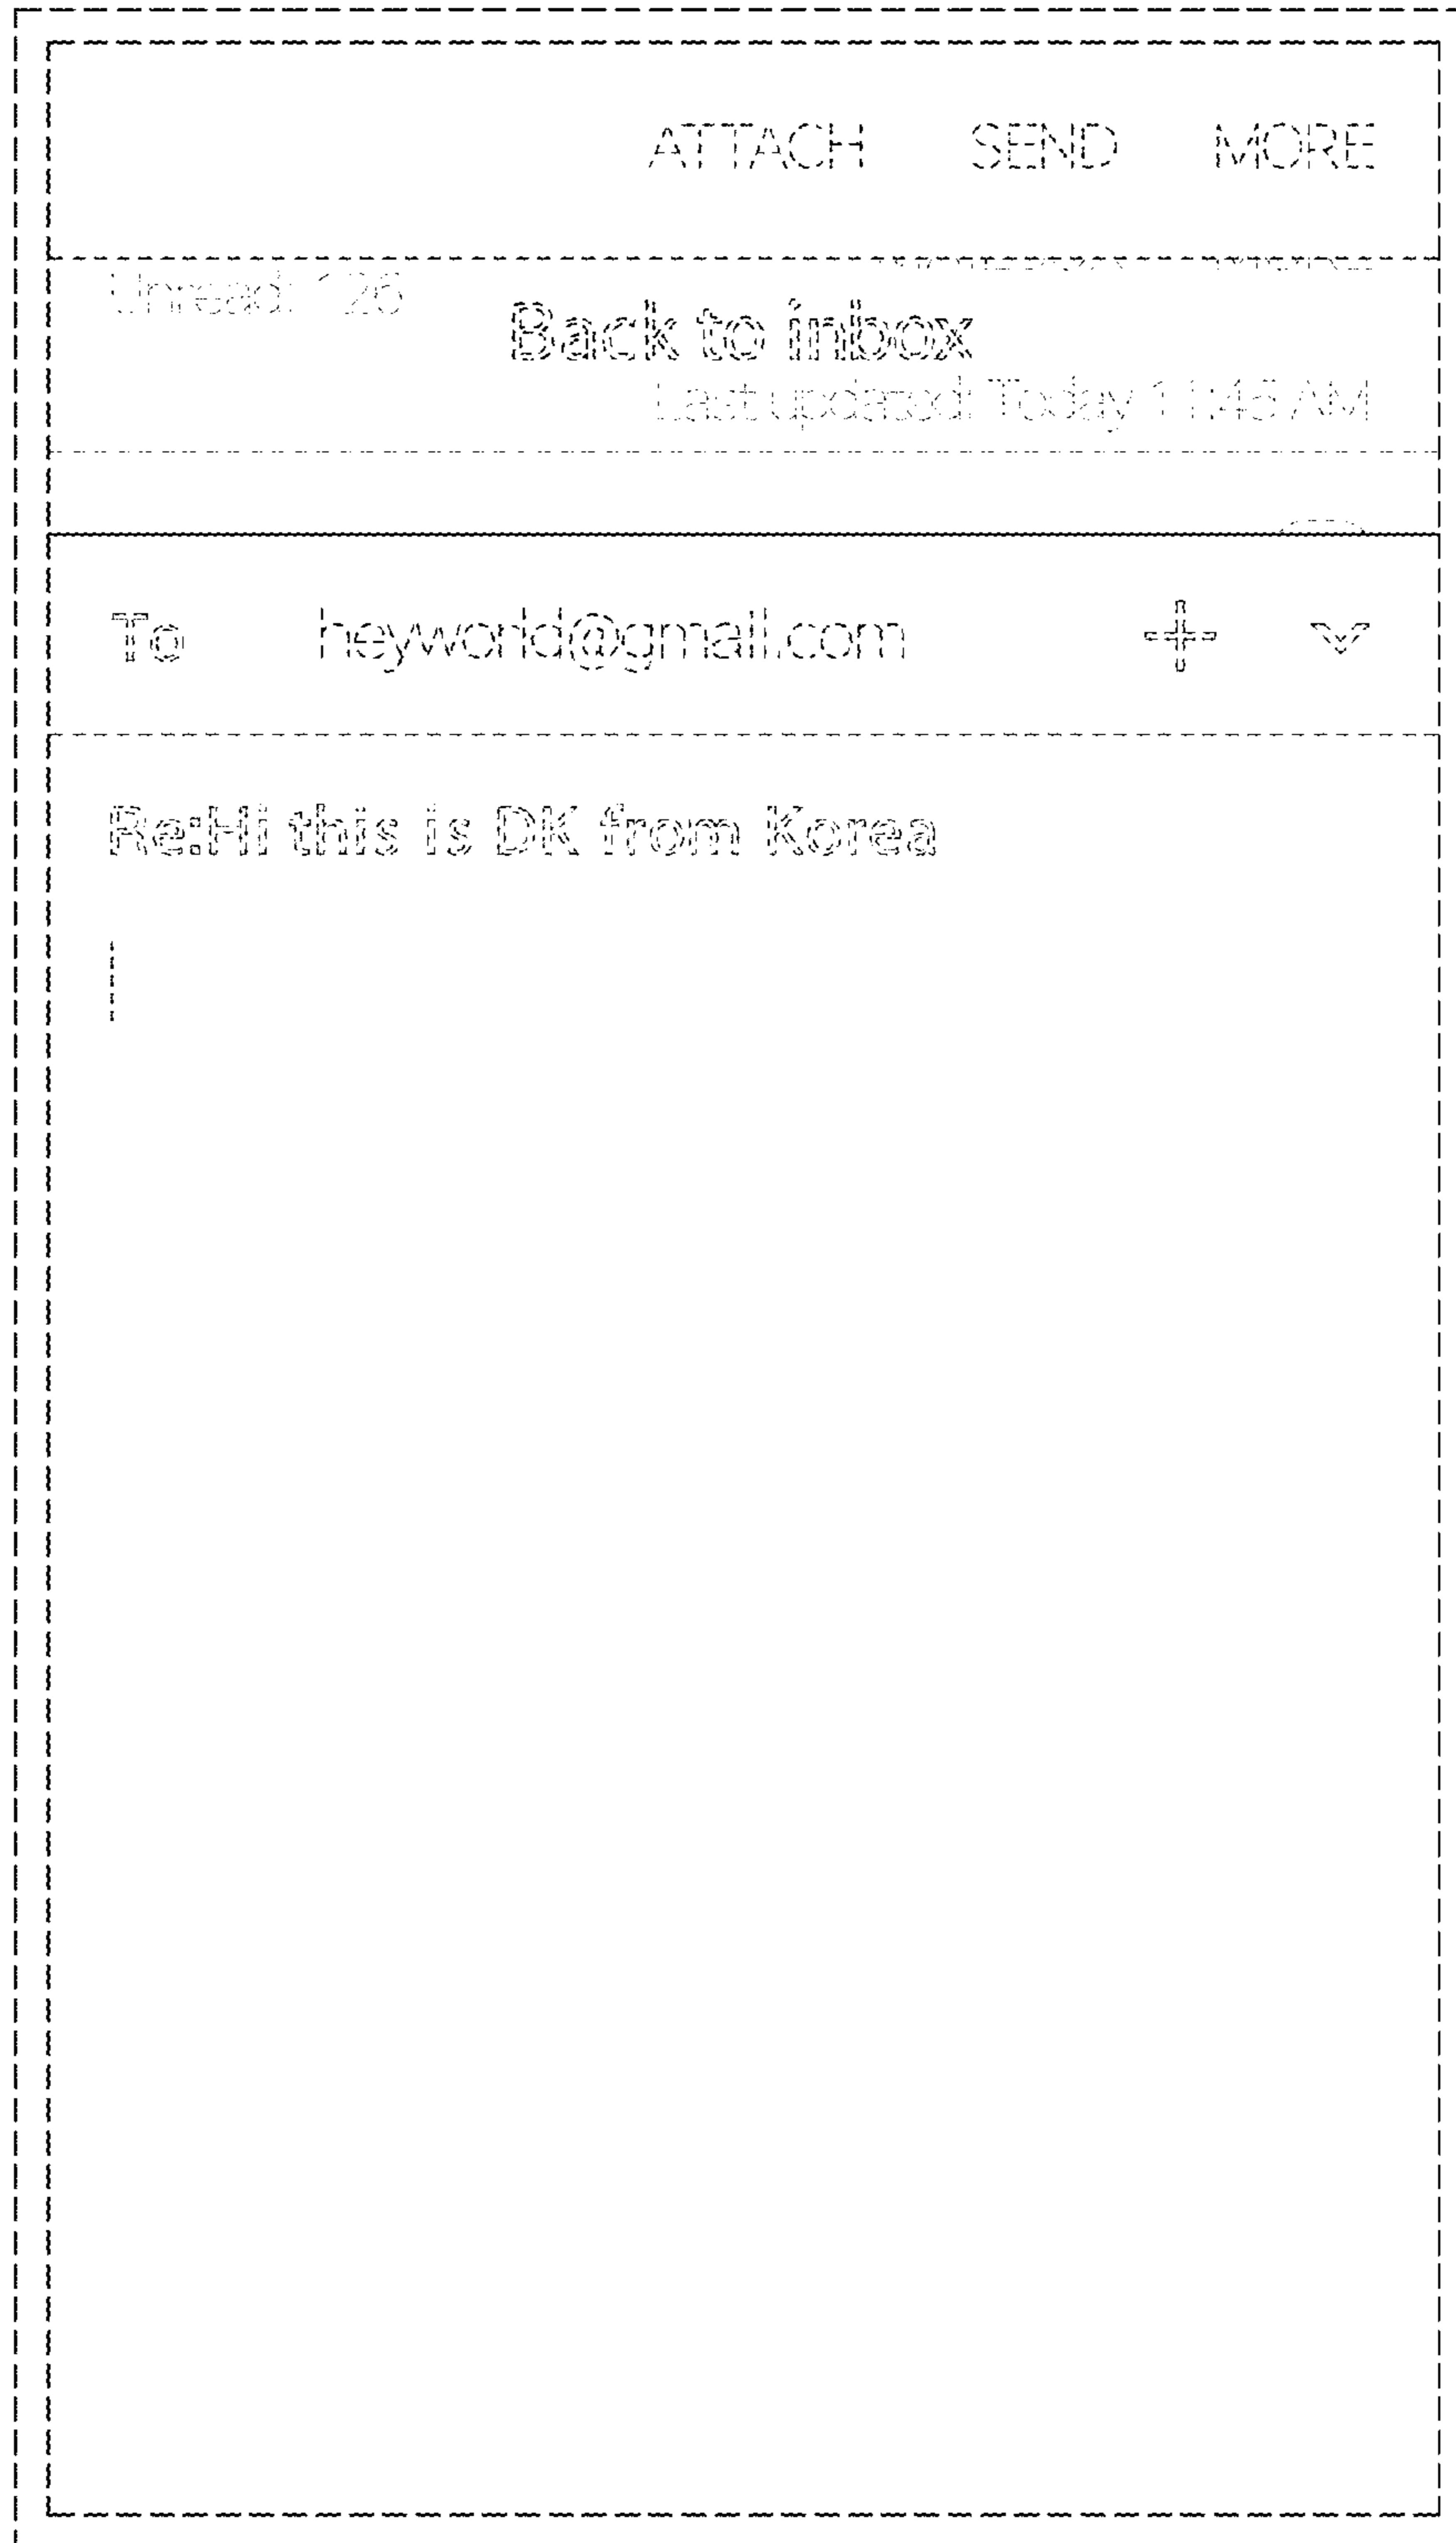 ATTACH SEND MORE
Unread: 126
Back to inbox
Last updated: Today 11:45 AM
To heyworld@gmail.com
Re:Hi this is DK from Korea